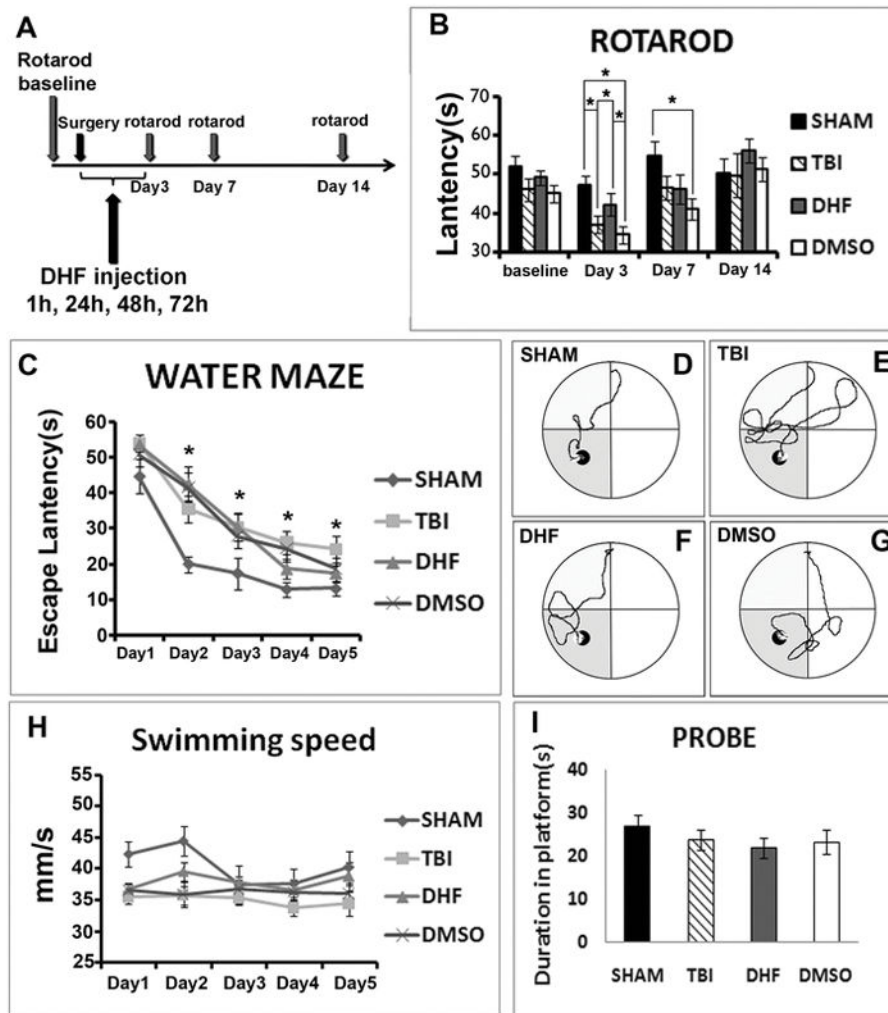 A
Rotarod
baseline
Surgery rotarod rotarod rotarod
Day3 Day 7 Day 14
DHF injection
1h, 24h, 48h, 72h
B
ROTAROD
Lantency(s)
70
60
50
40
30
* * * * *
baseline Day 3 Day 7 Day 14
SHAM
TBI
DHF
DMSO
C
WATER MAZE
Escape Lantency(s)
60
50
40
30
20
10
0
* * * *
Day1 Day2 Day3 Day4 Day5
SHAM
TBI
DHF
DMSO
SHAM D
TBI E
DHF F
DMSO G
H
Swimming speed
mm/s
55
45
40
35
30
25
Day1 Day2 Day3 Day4 Day5
SHAM
TBI
DHF
DMSO
I
PROBE
Duration in platform(s)
40
30
20
10
0
SHAM TBI DHF DMSO